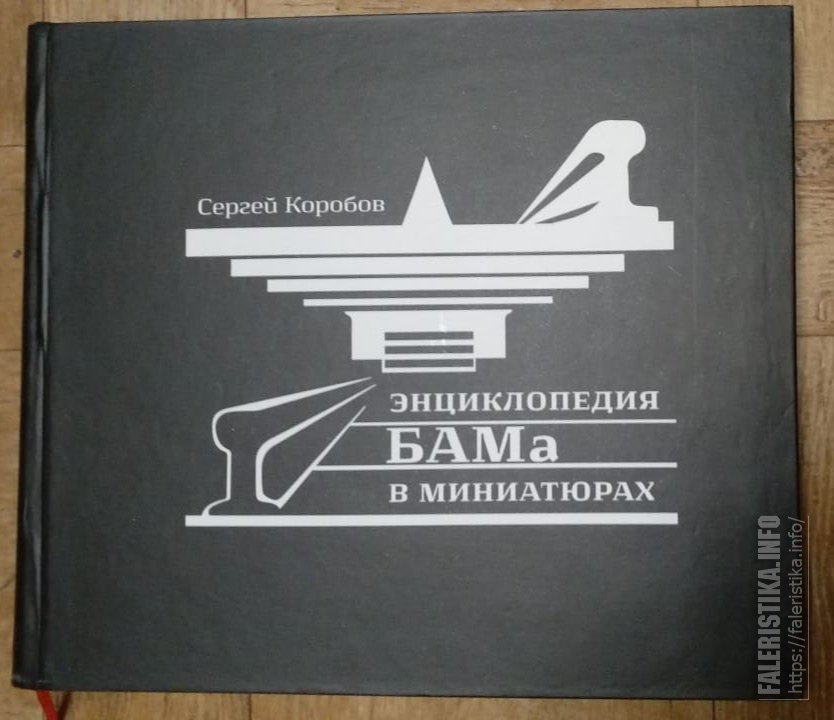 Сергей Коробов
ЭНЦИКЛОПЕДИЯ
БАМа
В МИНИАТЮРАХ
FALERISTIKA.INFO
https://faleristika.info/